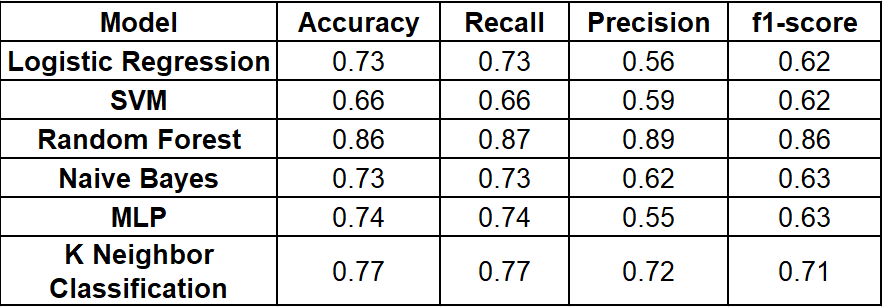 Model Accuracy Recall Precision f1-score
Logistic Regression 0.73 0.73 0.56 0.62
SVM 0.66 0.66 0.59 0.62
Random Forest 0.86 0.87 0.89 0.86
Naive Bayes 0.73 0.73 0.62 0.63
MLP 0.74 0.74 0.55 0.63
K Neighbor
Classification 0.77 0.77 0.72 0.71